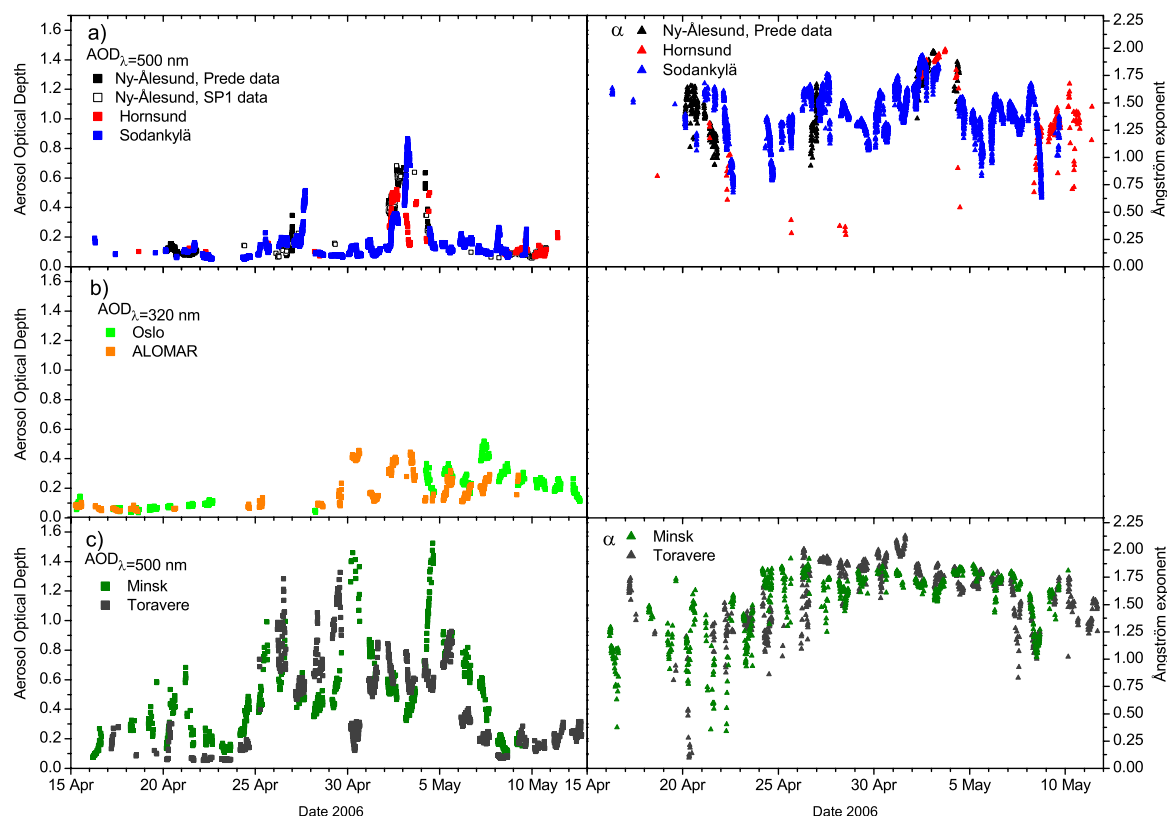 a)
AODλ=500 nm
Ny-Ålesund, Prede data
Ny-Ålesund, SP1 data
Hornsund
Sodankylä
1.6
1.4
1.2
1.0
0.8
0.6
0.4
0.2
0.0
Aerosol Optical Depth
α
Ny-Ålesund, Prede data
Hornsund
Sodankylä
2.25
2.00
1.75
1.50
1.25
1.00
0.75
0.50
0.25
0.00
Ångström exponent
b)
AODλ=320 nm
Oslo
ALOMAR
1.6
1.4
1.2
1.0
0.8
0.6
0.4
0.2
0.0
Aerosol Optical Depth
c)
AODλ=500 nm
Minsk
Toravere
1.6
1.4
1.2
1.0
0.8
0.6
0.4
0.2
0.0
Aerosol Optical Depth
15 Apr 20 Apr 25 Apr 30 Apr 5 May 10 May 15 Apr
Date 2006
α
Minsk
Toravere
2.25
2.00
1.75
1.50
1.25
1.00
0.75
0.50
0.25
0.00
Ångström exponent
20 Apr 25 Apr 30 Apr 5 May 10 May
Date 2006